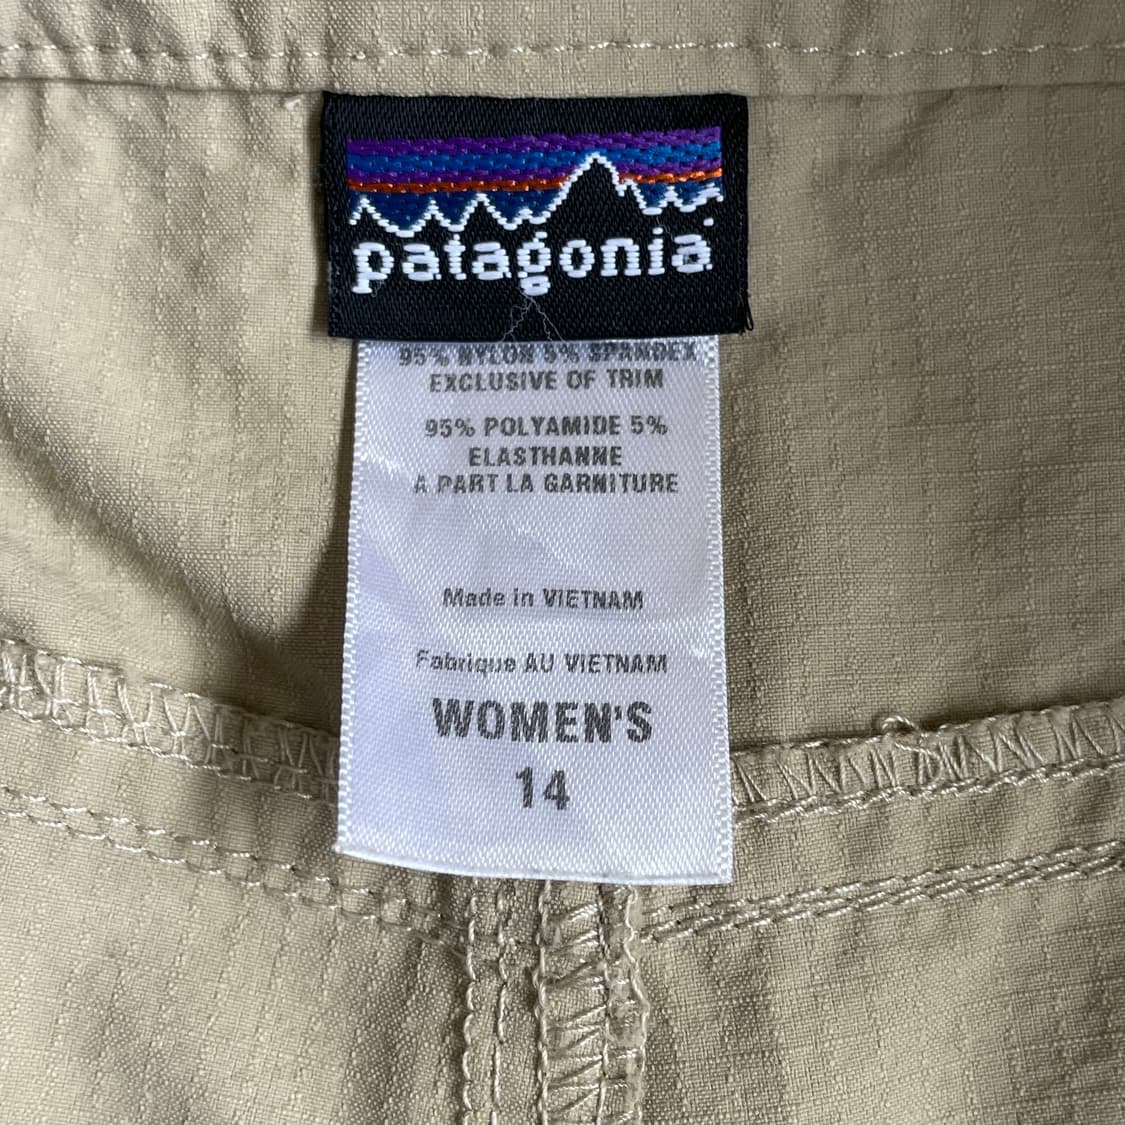 patagonia
95% NYLON 5% SPANDEX
EXCLUSIVE OF TRIM
95% POLYAMIDE 5%
ELASTHANNE
A PART LA GARNITURE
Made in VIETNAM
Fabrique AU VIETNAM
WOMEN'S
14